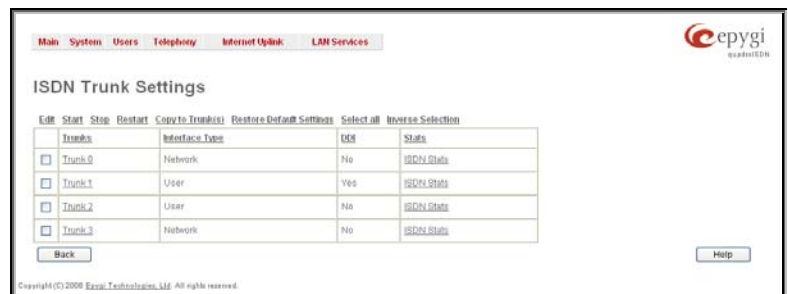 Main System Users Telephony Internet Uplink LAN Services
epygi
quadroISDN
ISDN Trunk Settings
Edit Start Stop Restart Copy to Trunk(s) Restore Default Settings Select all Inverse Selection
Trunks Interface Type DDI Stats
Trunk 0 Network No ISDN Stats
Trunk 1 User Yes ISDN Stats
Trunk 2 User No ISDN Stats
Trunk 3 Network No ISDN Stats
Back Help
Copyright (C) 2008 Epygi Technologies, Ltd. All rights reserved.